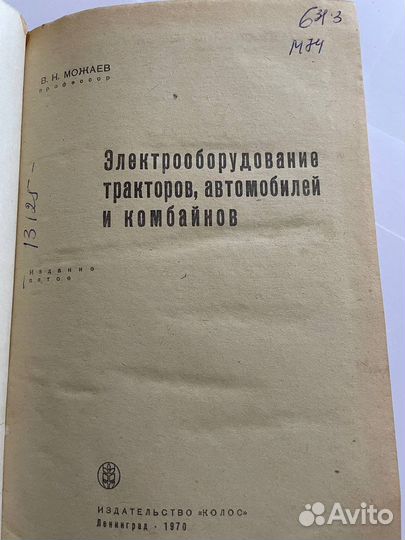 631.3
М74
В. Н. МОЖАЕВ
профессор
Электрооборудование
тракторов, автомобилей
и комбайнов
13125 –
Издание
пятое
ИЗДАТЕЛЬСТВО «КОЛОС»
Ленинград · 1970
Avito